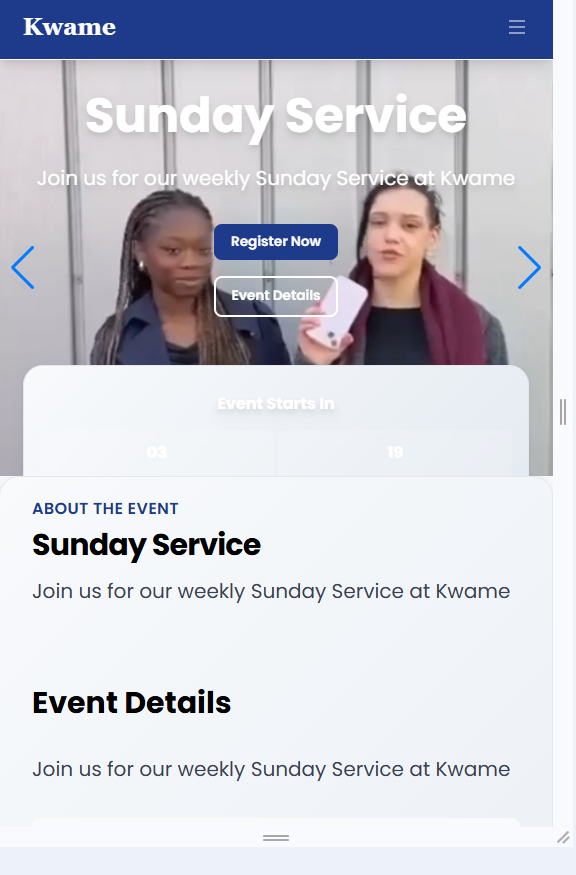 Kwame
Sunday Service
Join us for our weekly Sunday Service at Kwame
Register Now
Event Details
Event Starts In
03
19
ABOUT THE EVENT
Sunday Service
Join us for our weekly Sunday Service at Kwame
Event Details
Join us for our weekly Sunday Service at Kwame